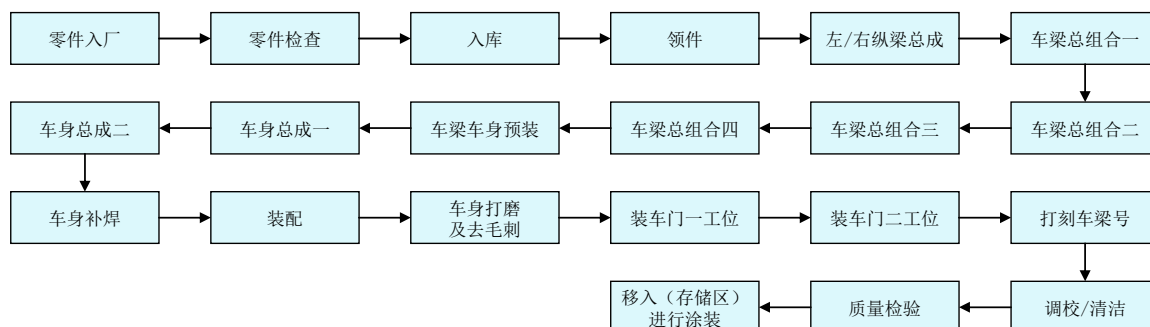 零件入厂
零件检查
入库
领件
左/右纵梁总成
车梁总组合一
车身总成二
车身总成一
车梁车身预装
车梁总组合四
车梁总组合三
车梁总组合二
车身补焊
装配
车身打磨
及去毛刺
装车门一工位
装车门二工位
打刻车梁号
移入（存储区）
进行涂装
质量检验
调校/清洁